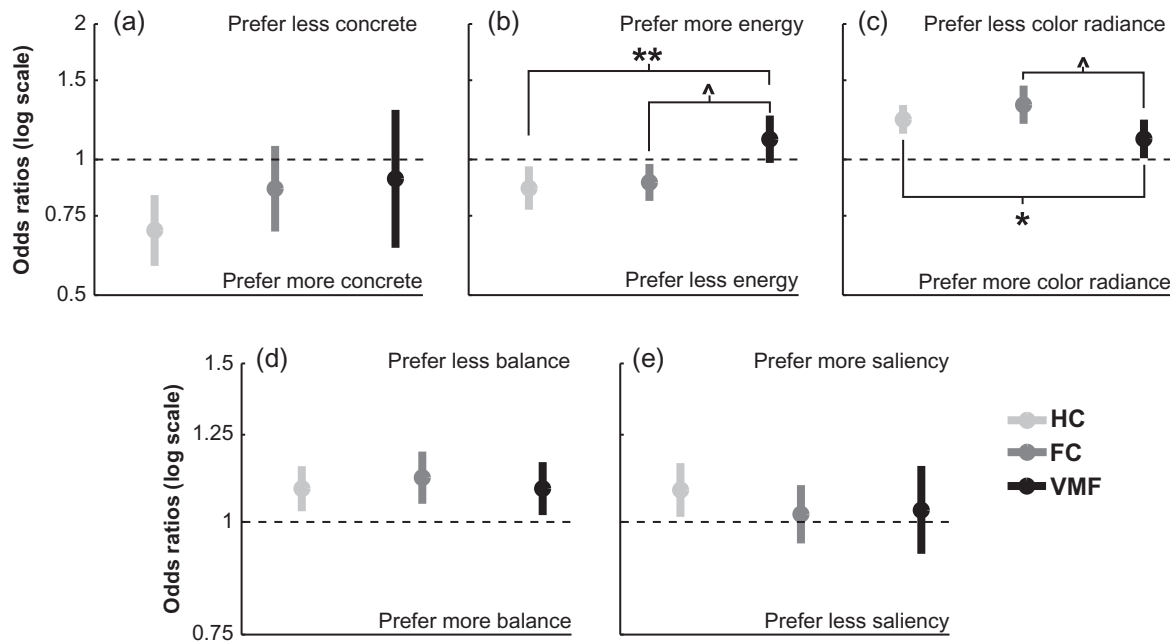 (a) Prefer less concrete
(b) Prefer more energy
(c) Prefer less color radiance
Odds ratios (log scale)
2
1.5
1
0.75
0.5
**
^
^
*
Prefer more concrete
Prefer less energy
Prefer more color radiance
(d) Prefer less balance
(e) Prefer more saliency
Odds ratios (log scale)
1.5
1.25
1
0.75
Prefer more balance
Prefer less saliency
HC
FC
VMF